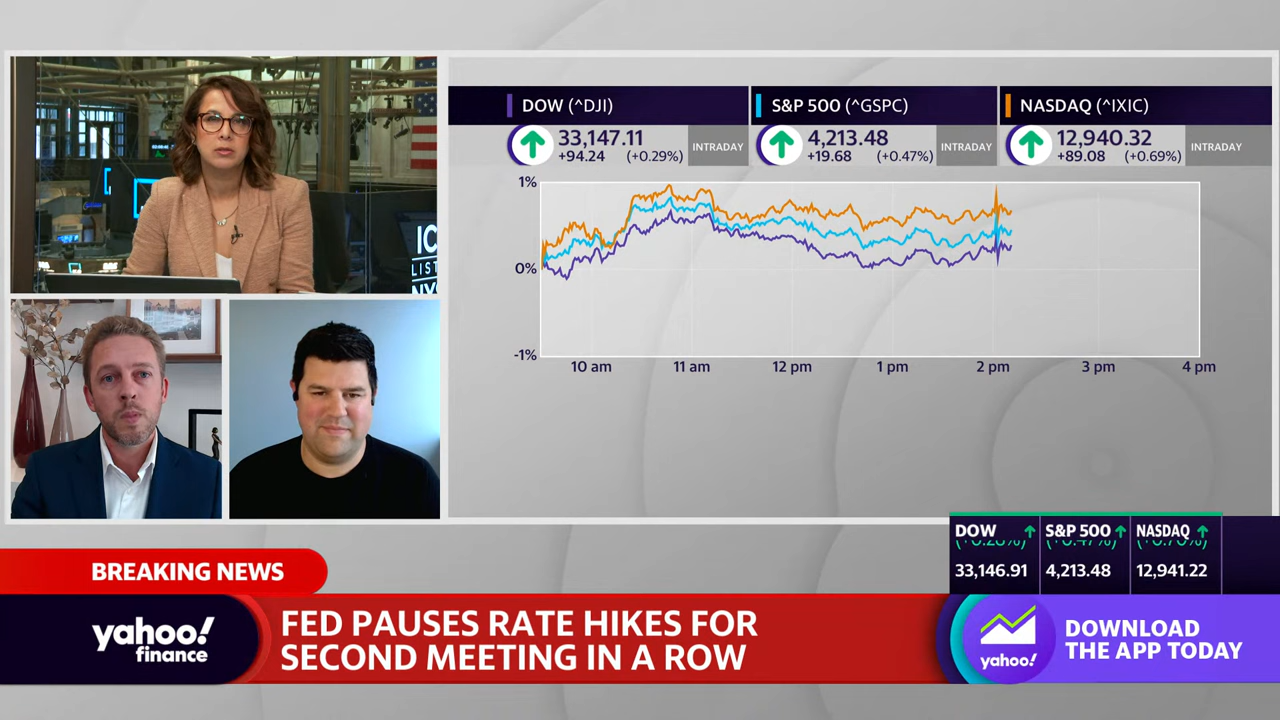 IC
LIST
NYS
DOW (^DJI)
33,147.11
+94.24 (+0.29%)
INTRADAY
S&P 500 (^GSPC)
4,213.48
+19.68 (+0.47%)
INTRADAY
NASDAQ (^IXIC)
12,940.32
+89.08 (+0.69%)
INTRADAY
1%
0%
-1%
10 am 11 am 12 pm 1 pm 2 pm 3 pm 4 pm
DOW S&P 500 NASDAQ
33,146.91 4,213.48 12,941.22
BREAKING NEWS
yahoo!
finance
FED PAUSES RATE HIKES FOR
SECOND MEETING IN A ROW
yahoo!
DOWNLOAD
THE APP TODAY